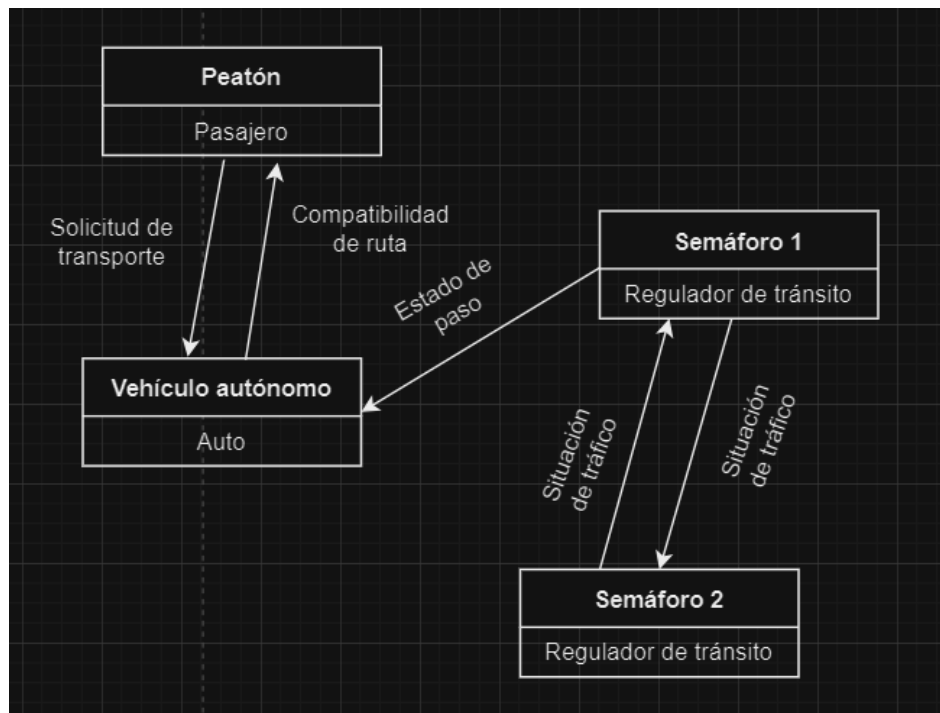 Peatón
Pasajero
Solicitud de
transporte
Compatibilidad
de ruta
Estado de
paso
Semáforo 1
Regulador de tránsito
Vehículo autónomo
Auto
Situación
de tráfico
Situación
de tráfico
Semáforo 2
Regulador de tránsito